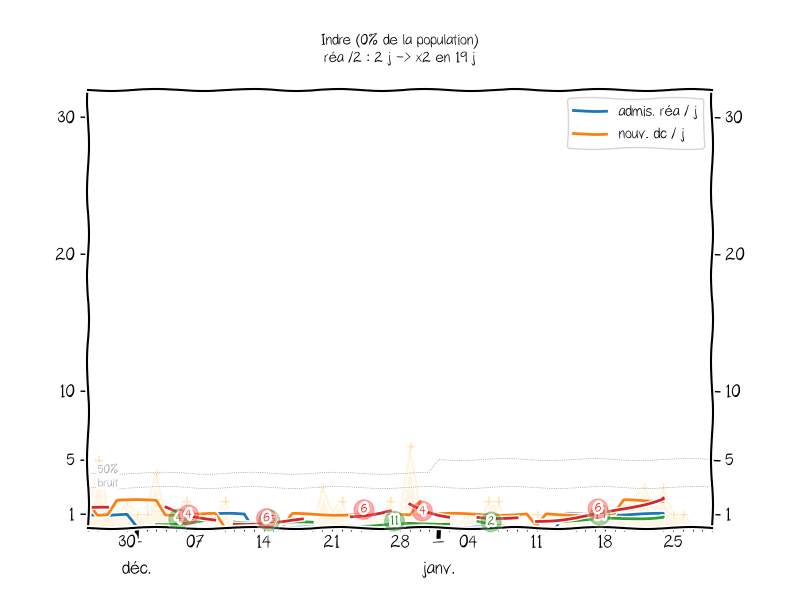 Indre (0% de la population)
réa /2 : 2 j -> x2 en 19 j
admis. réa / j
nouv. dc / j
30 30
20 20
10 10
5 5
50%
bruit
1 1
4 6 6 11 4 2 6
30 07 14 21 28 04 11 18 25
déc. janv.